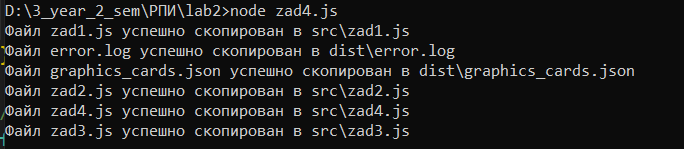 D:\3_year_2_sem\РПИ\lab2>node zad4.js
Файл zad1.js успешно скопирован в src\zad1.js
Файл error.log успешно скопирован в dist\error.log
Файл graphics_cards.json успешно скопирован в dist\graphics_cards.json
Файл zad2.js успешно скопирован в src\zad2.js
Файл zad4.js успешно скопирован в src\zad4.js
Файл zad3.js успешно скопирован в src\zad3.js